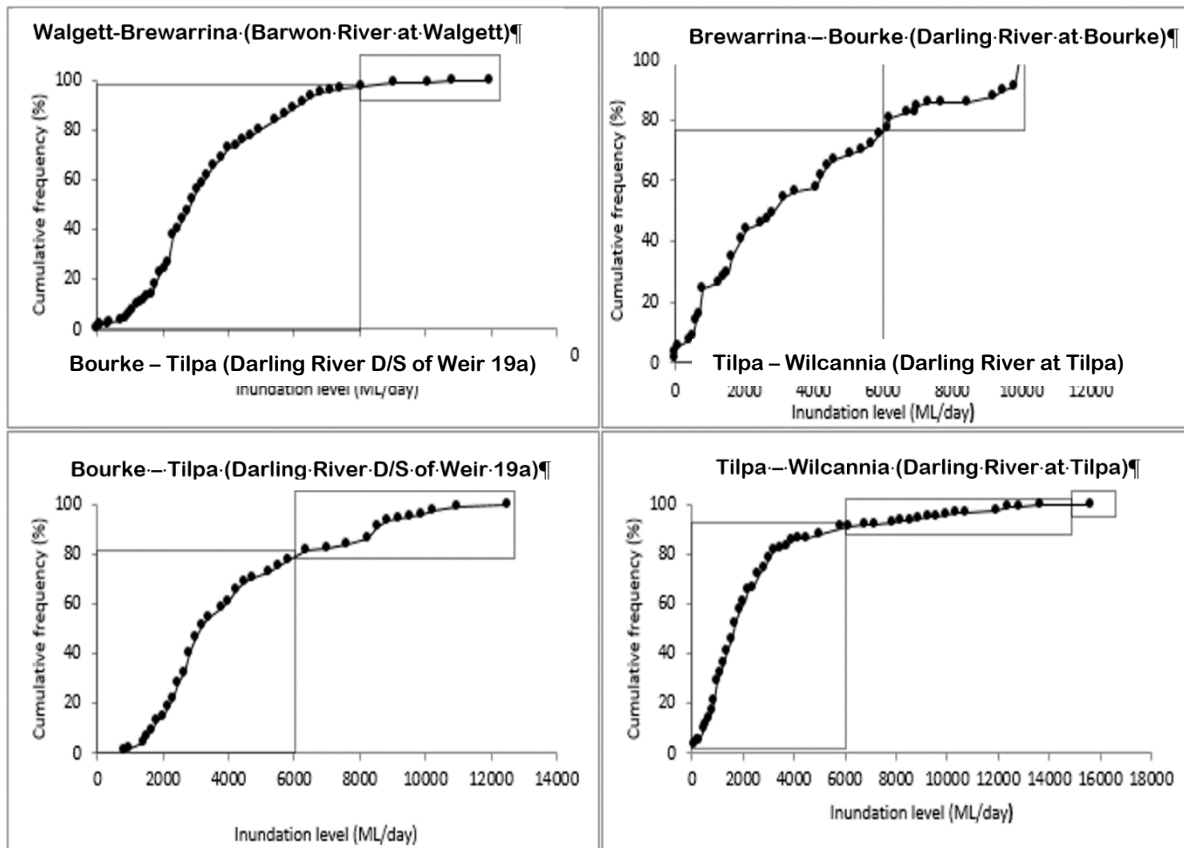 Walgett-Brewarrina·(Barwon·River·at·Walgett)¶
Cumulative frequency (%)
100
80
60
40
20
0
0
Bourke – Tilpa (Darling River D/S of Weir 19a)
Inundation level (ML/day)
Brewarrina·–·Bourke·(Darling·River·at·Bourke)¶
Cumulative frequency (%)
100
80
60
40
20
0
Tilpa – Wilcannia (Darling River at Tilpa)
0 2000 4000 6000 8000 10000 12000
Inundation level (ML/day)
Bourke·–·Tilpa·(Darling·River·D/S·of·Weir·19a)¶
Cumulative frequency (%)
100
80
60
40
20
0
0 2000 4000 6000 8000 10000 12000 14000
Inundation level (ML/day)
Tilpa·–·Wilcannia·(Darling·River·at·Tilpa)¶
Cumulative frequency (%)
100
80
60
40
20
0
0 2000 4000 6000 8000 10000 12000 14000 16000 18000
Inundation level (ML/day)